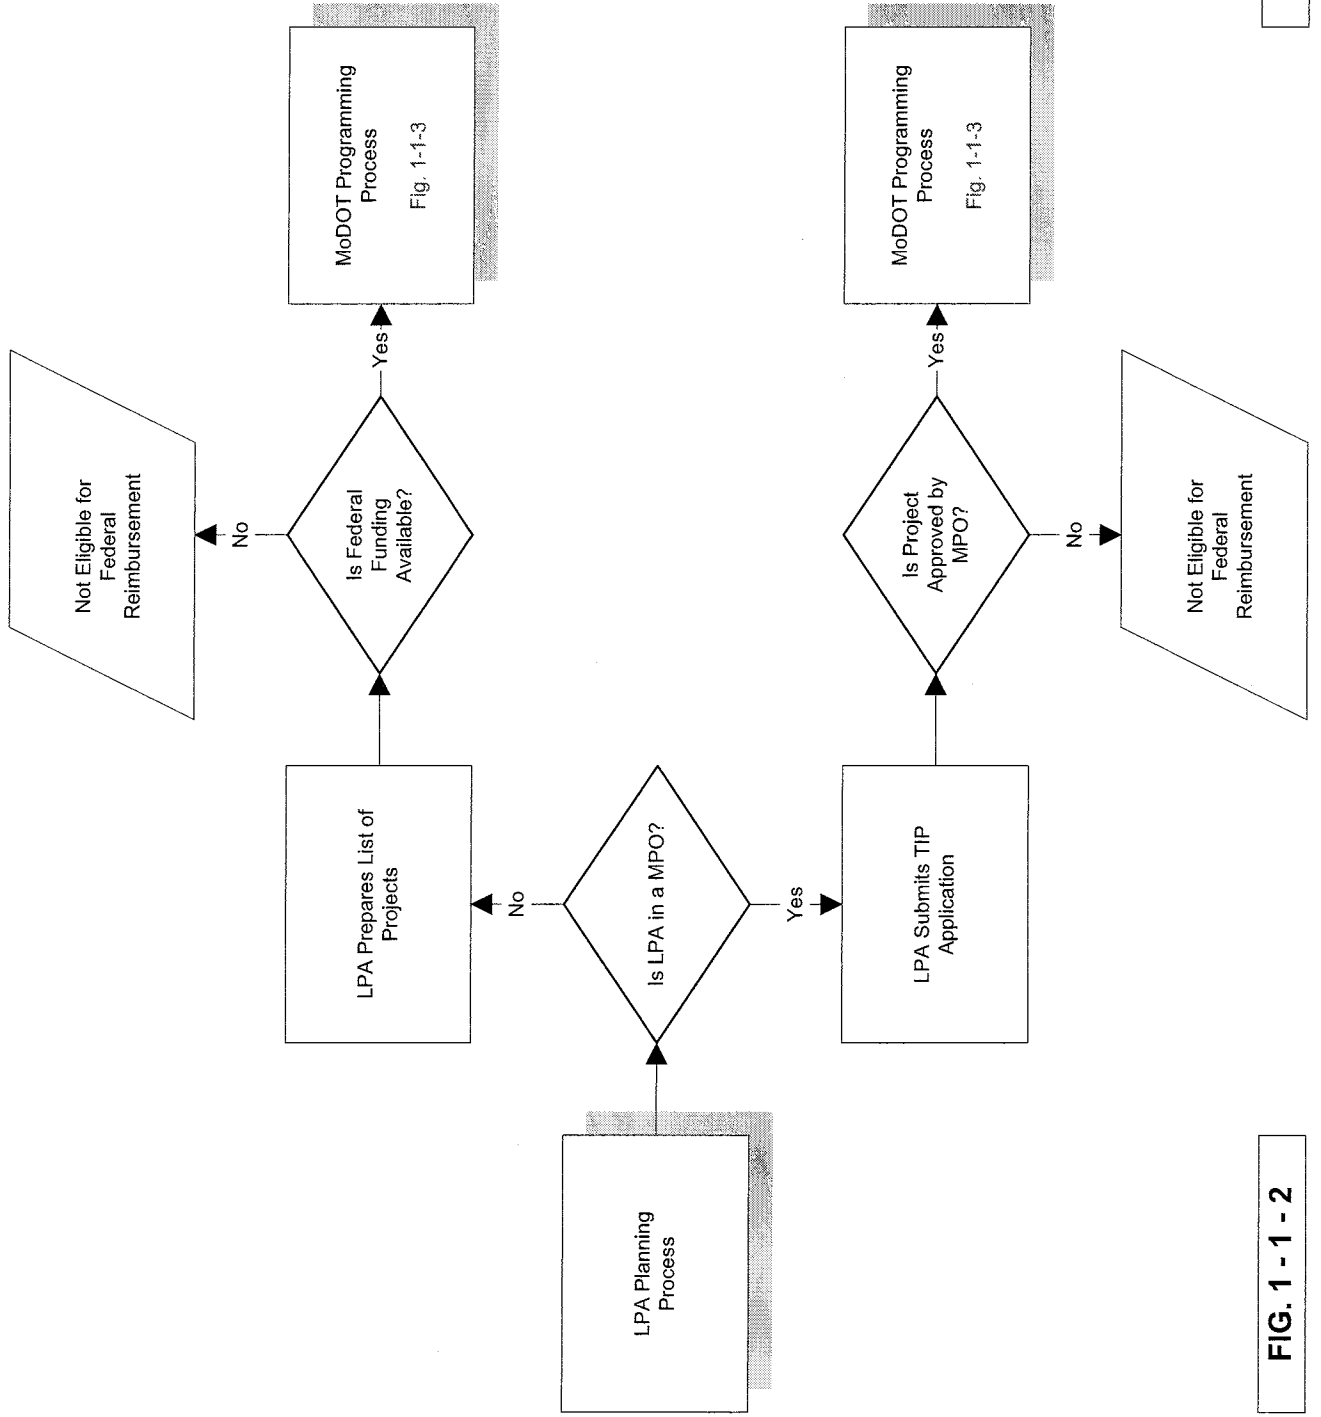 LPA Planning
Process
Is LPA in a MPO?
No
LPA Prepares List of
Projects
Is Federal
Funding
Available?
No
Not Eligible for
Federal
Reimbursement
Yes
MoDOT Programming
Process
Fig. 1-1-3
Yes
LPA Submits TIP
Application
Is Project
Approved by
MPO?
No
Not Eligible for
Federal
Reimbursement
Yes
MoDOT Programming
Process
Fig. 1-1-3
FIG. 1 - 1 - 2